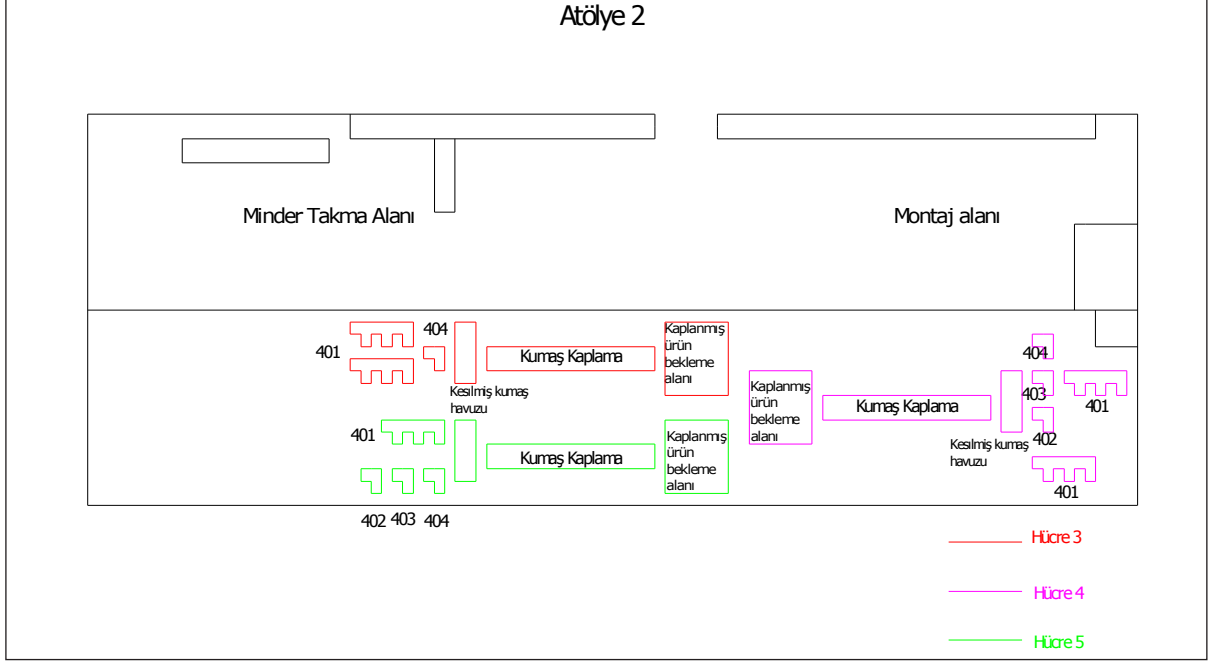 Atölye 2
Minder Takma Alanı
Montaj alanı
401
404
Kumaş Kaplama
Kaplanmış
ürün
bekleme
alanı
Kesilmiş kumaş
havuzu
401
402 403 404
Kumaş Kaplama
Kaplanmış
ürün
bekleme
alanı
Kaplanmış
ürün
bekleme
alanı
Kumaş Kaplama
404
403
401
402
Kesilmiş kumaş
havuzu
401
Hücre 3
Hücre 4
Hücre 5